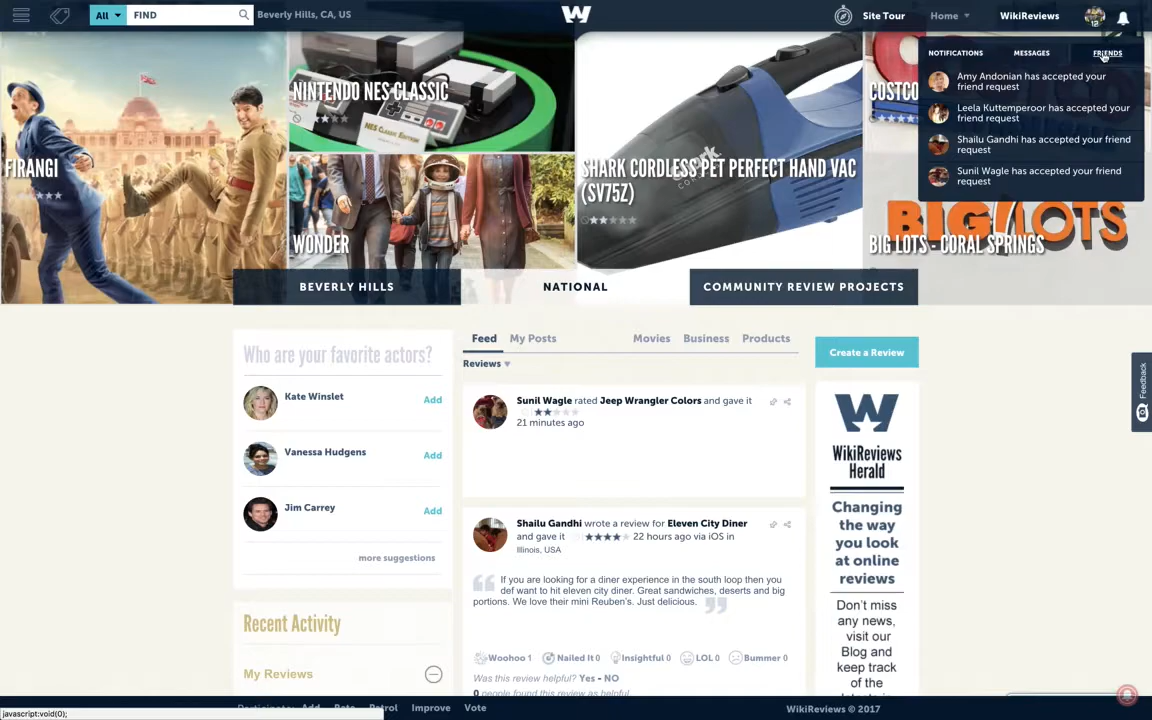 All
FIND
Beverly Hills, CA, US
W
Site Tour
Home
WikiReviews
12
NOTIFICATIONS
MESSAGES
FRIENDS
Amy Andonian has accepted your
friend request
Leela Kuttemperoor has accepted your
friend request
Shailu Gandhi has accepted your friend
request
Sunil Wagle has accepted your friend
request
FIRANGI
NINTENDO NES CLASSIC
NES CLASSIC Edition
WONDER
SHARK CORDLESS PET PERFECT HAND VAC
(SV75Z)
COSTCO
BIG LOTS
BIG LOTS - CORAL SPRINGS
BEVERLY HILLS
NATIONAL
COMMUNITY REVIEW PROJECTS
Who are your favorite actors?
Kate Winslet
Add
Vanessa Hudgens
Add
Jim Carrey
Add
more suggestions
Recent Activity
My Reviews
Feed
My Posts
Movies
Business
Products
Reviews
Sunil Wagle rated Jeep Wrangler Colors and gave it
21 minutes ago
Shailu Gandhi wrote a review for Eleven City Diner
and gave it 22 hours ago via iOS in
Illinois, USA
If you are looking for a diner experience in the south loop then you
def want to hit eleven city diner. Great sandwiches, deserts and big
portions. We love their mini Reuben's. Just delicious.
Woohoo 1
Nailed It 0
Insightful 0
LOL 0
Bummer 0
Was this review helpful? Yes - NO
0 people found this review as helpful
Create a Review
WikiReviews
Herald
Changing
the way
you look
at online
reviews
Don't miss
any news,
visit our
Blog and
keep track
of the
Feedback
Participate:
Add
Rate
Patrol
Improve
Vote
WikiReviews © 2017
javascript:void(0);